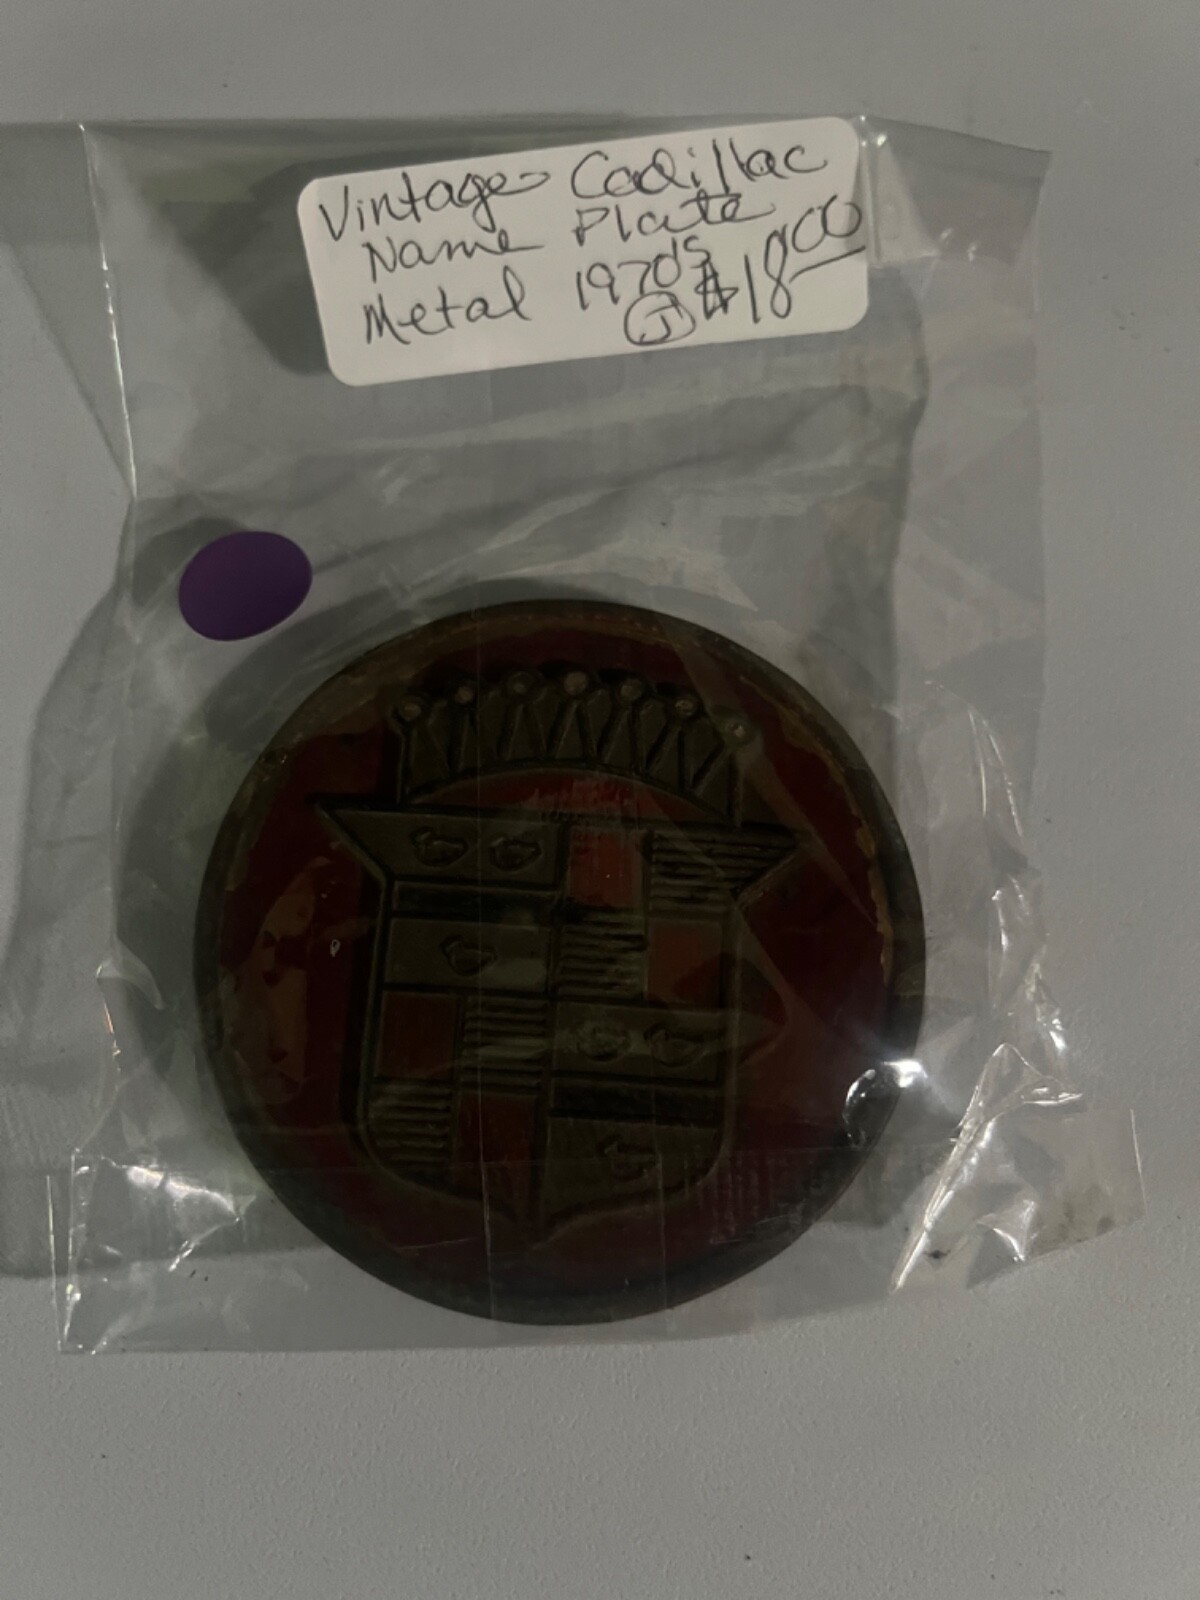 Vintage Cadillac
Name Plate
Metal 1970's
J $18.00